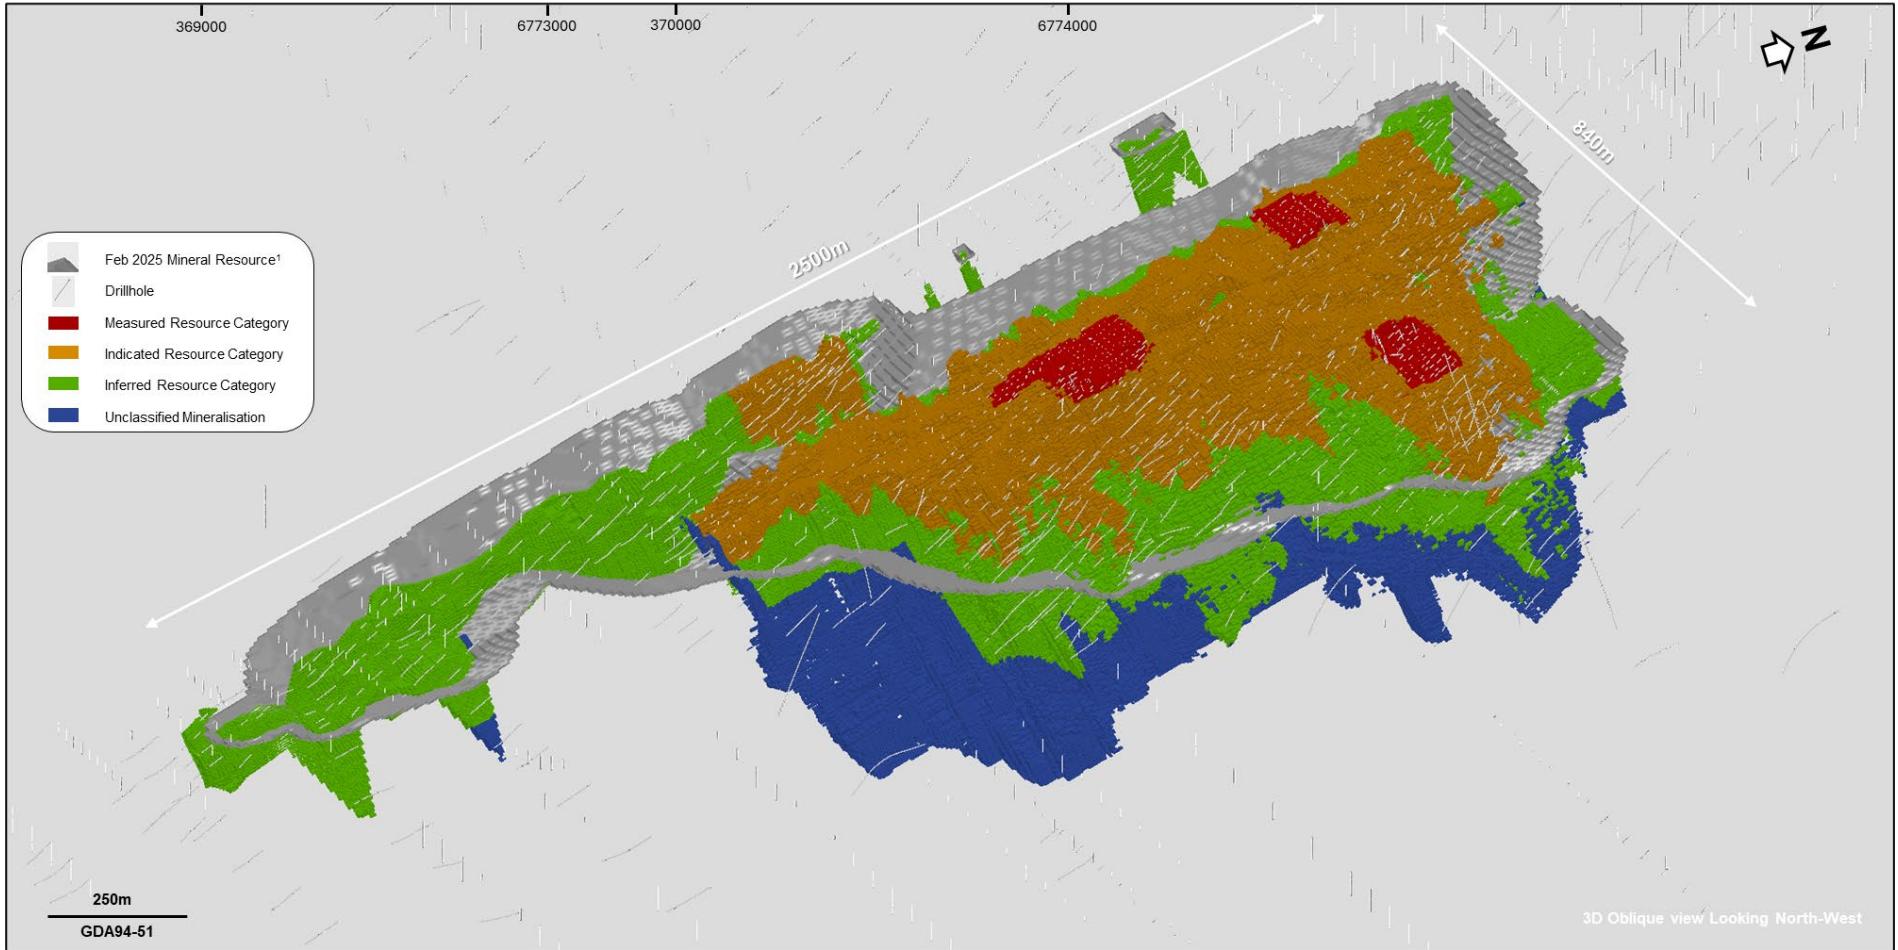 369000
6773000
370000
6774000
N
840m
2500m
Feb 2025 Mineral Resource¹
Drillhole
Measured Resource Category
Indicated Resource Category
Inferred Resource Category
Unclassified Mineralisation
250m
GDA94-51
3D Oblique view Looking North-West